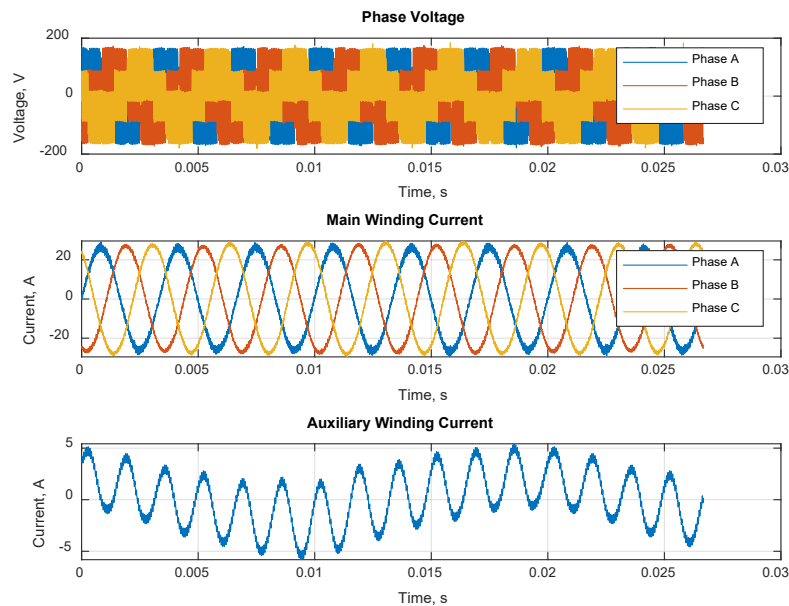 Phase Voltage
200
0
-200
Voltage, V
Phase A
Phase B
Phase C
0 0.005 0.01 0.015 0.02 0.025 0.03
Time, s
Main Winding Current
20
0
-20
Current, A
Phase A
Phase B
Phase C
0 0.005 0.01 0.015 0.02 0.025 0.03
Time, s
Auxiliary Winding Current
5
0
-5
Current, A
0 0.005 0.01 0.015 0.02 0.025 0.03
Time, s